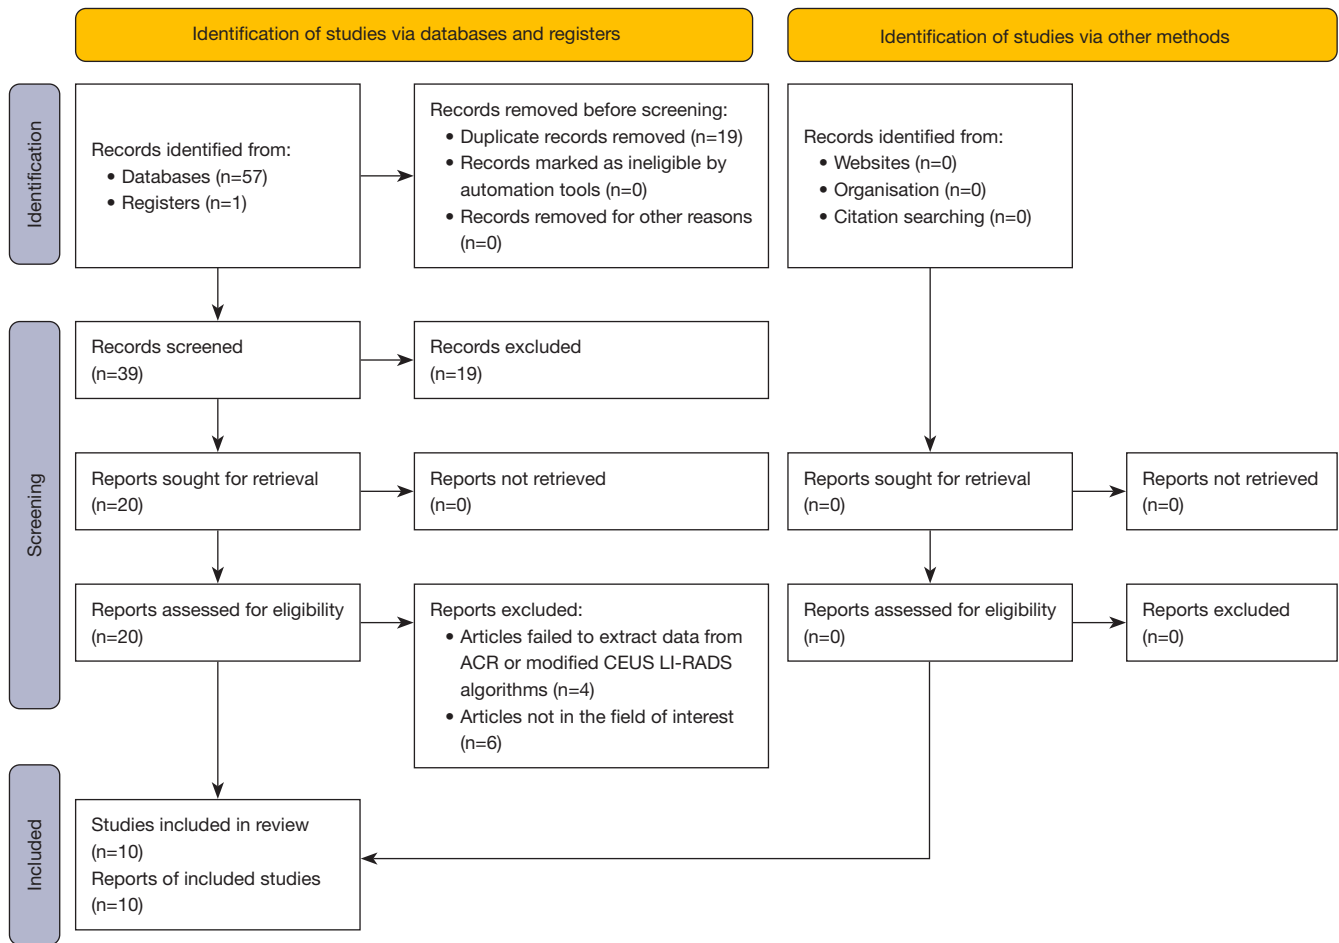 Identification of studies via databases and registers
Identification of studies via other methods
Identification
Records identified from:
• Databases (n=57)
• Registers (n=1)
Records removed before screening:
• Duplicate records removed (n=19)
• Records marked as ineligible by
automation tools (n=0)
• Records removed for other reasons
(n=0)
Records identified from:
• Websites (n=0)
• Organisation (n=0)
• Citation searching (n=0)
Screening
Records screened
(n=39)
Records excluded
(n=19)
Reports sought for retrieval
(n=20)
Reports not retrieved
(n=0)
Reports sought for retrieval
(n=0)
Reports not retrieved
(n=0)
Reports assessed for eligibility
(n=20)
Reports excluded:
• Articles failed to extract data from
ACR or modified CEUS LI-RADS
algorithms (n=4)
• Articles not in the field of interest
(n=6)
Reports assessed for eligibility
(n=0)
Reports excluded
(n=0)
Included
Studies included in review
(n=10)
Reports of included studies
(n=10)